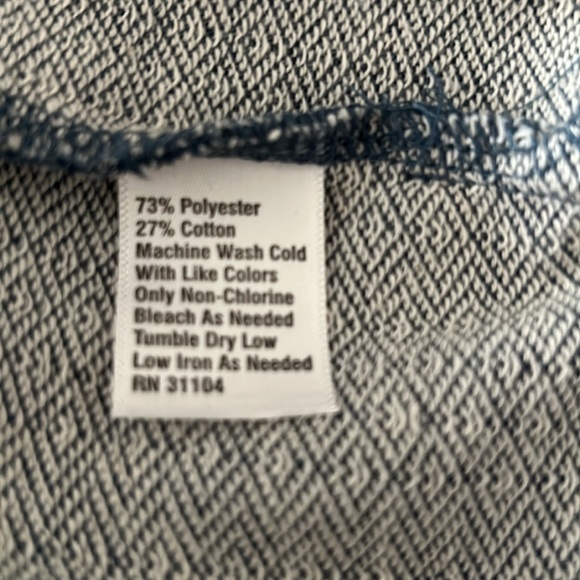 73% Polyester
27% Cotton
Machine Wash Cold
With Like Colors
Only Non-Chlorine
Bleach As Needed
Tumble Dry Low
Low Iron As Needed
RN 31104